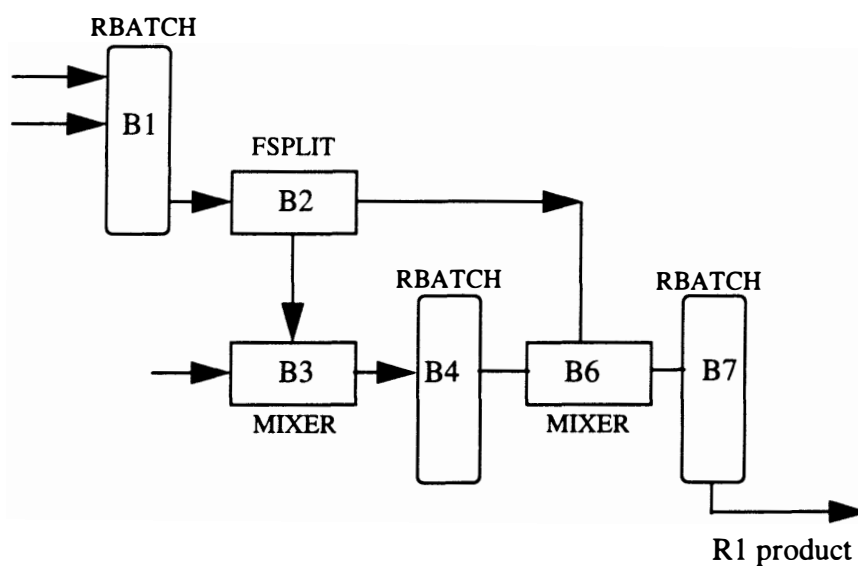 RBATCH
B1
FSPLIT
B2
RBATCH
RBATCH
B3
B4
B6
B7
MIXER
MIXER
R1 product